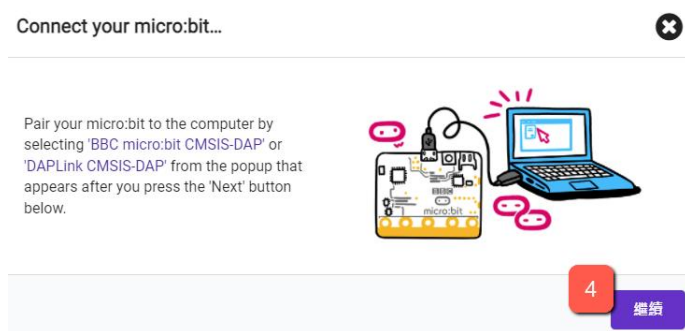 Connect your micro:bit...
Pair your micro:bit to the computer by
selecting 'BBC micro:bit CMSIS-DAP' or
'DAPLink CMSIS-DAP' from the popup that
appears after you press the 'Next' button
below.
BBC
micro:bit
4
繼續